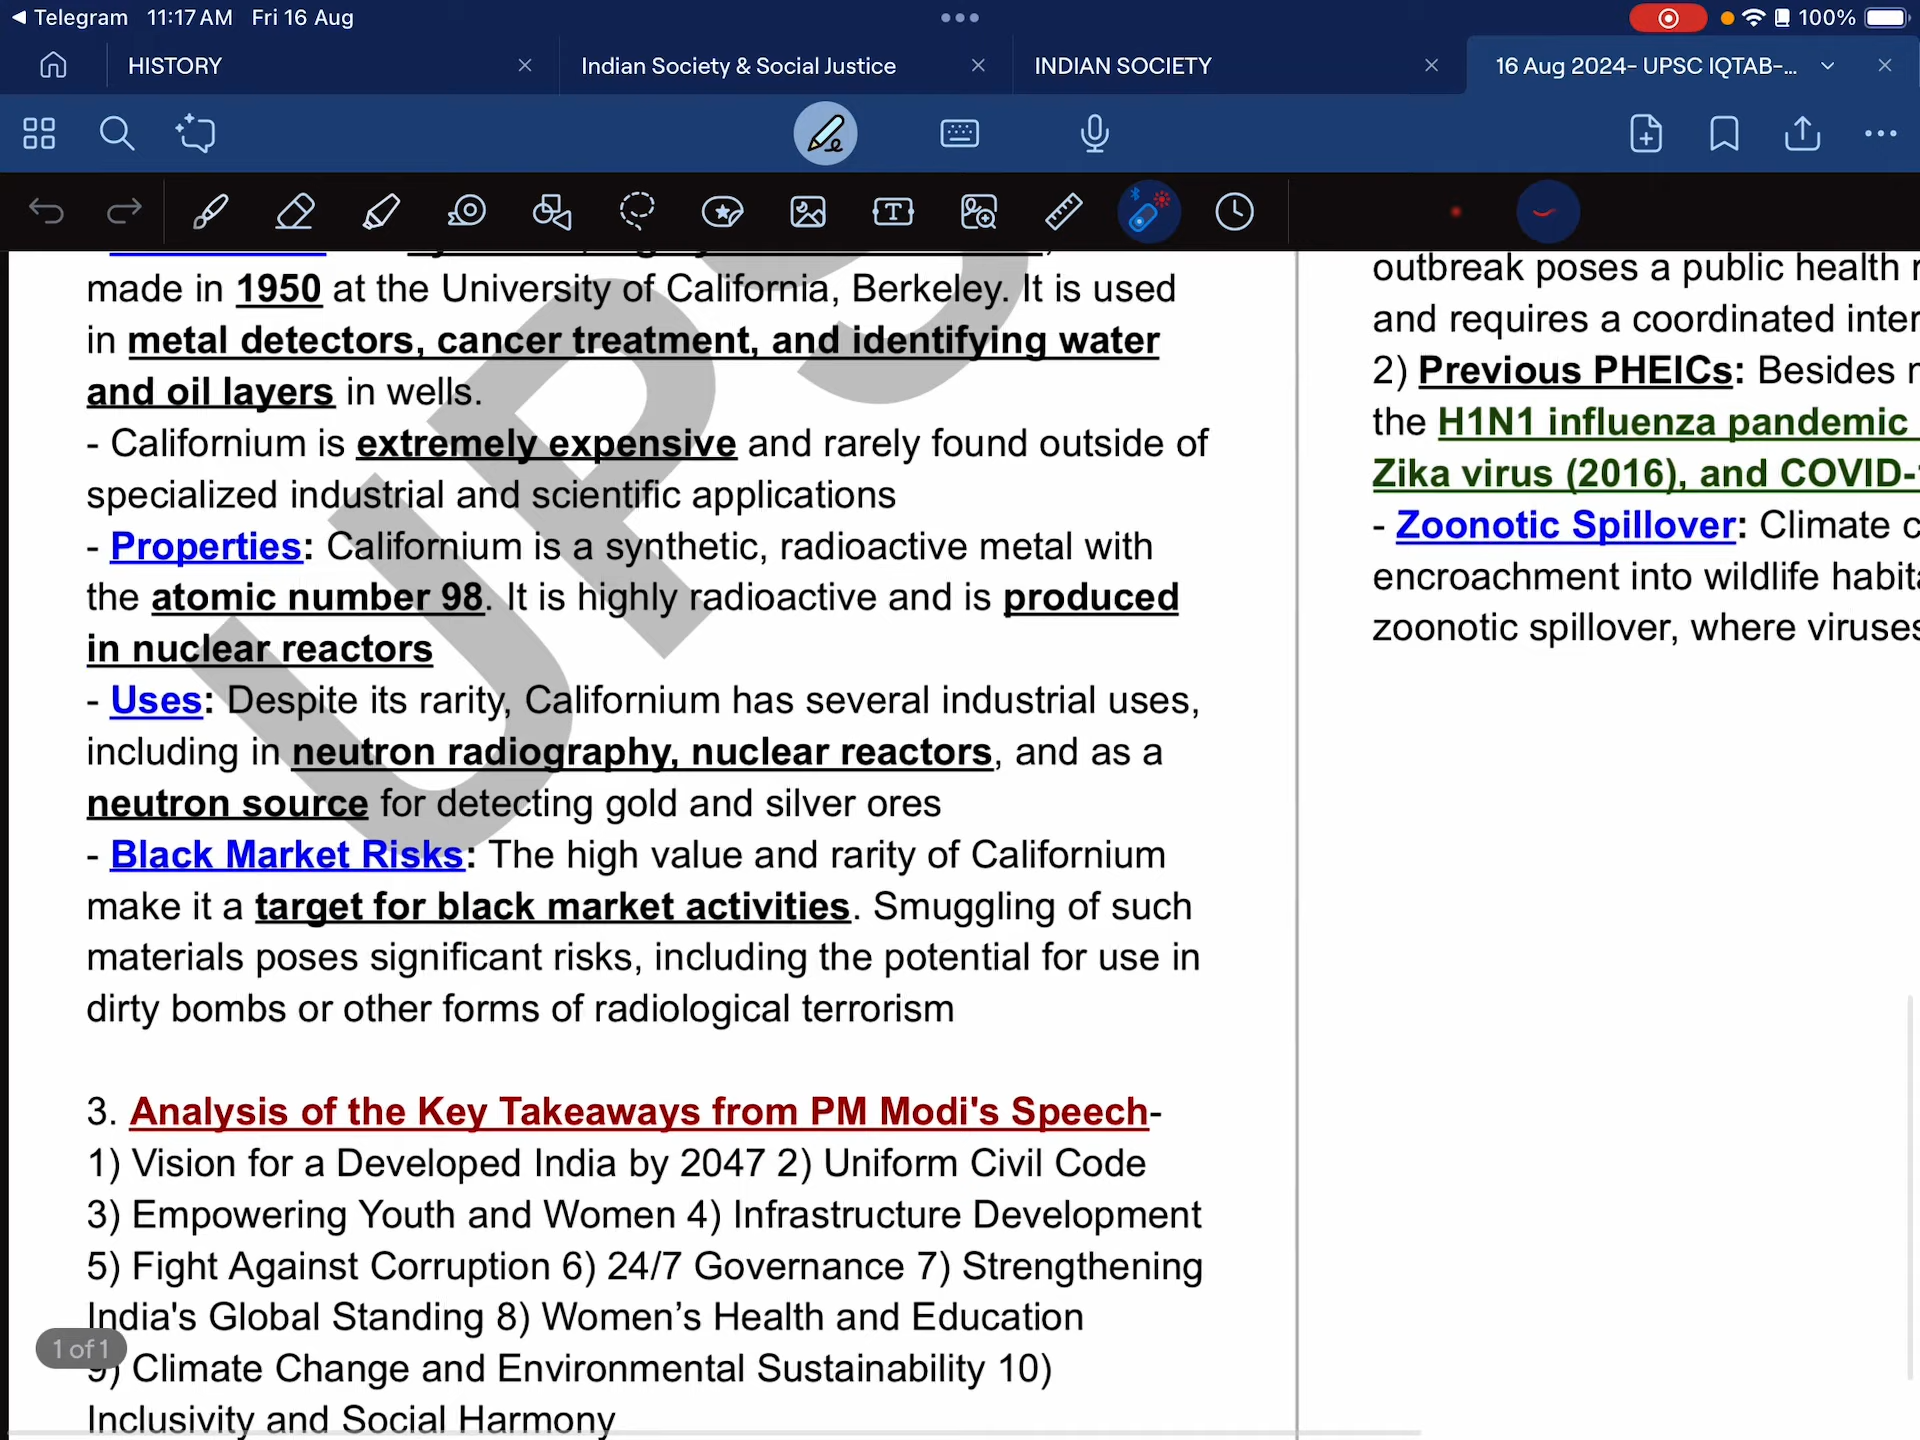 Telegram 11:17 AM Fri 16 Aug
100%
HISTORY
Indian Society & Social Justice
INDIAN SOCIETY
16 Aug 2024- UPSC IQTAB-...
made in 1950 at the University of California, Berkeley. It is used
in metal detectors, cancer treatment, and identifying water
and oil layers in wells.
- Californium is extremely expensive and rarely found outside of
specialized industrial and scientific applications
- Properties: Californium is a synthetic, radioactive metal with
the atomic number 98. It is highly radioactive and is produced
in nuclear reactors
- Uses: Despite its rarity, Californium has several industrial uses,
including in neutron radiography, nuclear reactors, and as a
neutron source for detecting gold and silver ores
- Black Market Risks: The high value and rarity of Californium
make it a target for black market activities. Smuggling of such
materials poses significant risks, including the potential for use in
dirty bombs or other forms of radiological terrorism
3. Analysis of the Key Takeaways from PM Modi's Speech-
1) Vision for a Developed India by 2047 2) Uniform Civil Code
3) Empowering Youth and Women 4) Infrastructure Development
5) Fight Against Corruption 6) 24/7 Governance 7) Strengthening
India's Global Standing 8) Women’s Health and Education
9) Climate Change and Environmental Sustainability 10)
Inclusivity and Social Harmony
1 of 1
outbreak poses a public health
and requires a coordinated
2) Previous PHEICs: Besides
the H1N1 influenza pandemic
Zika virus (2016), and COVID-
- Zoonotic Spillover: Climate
encroachment into wildlife
zoonotic spillover, where viruses
UPS